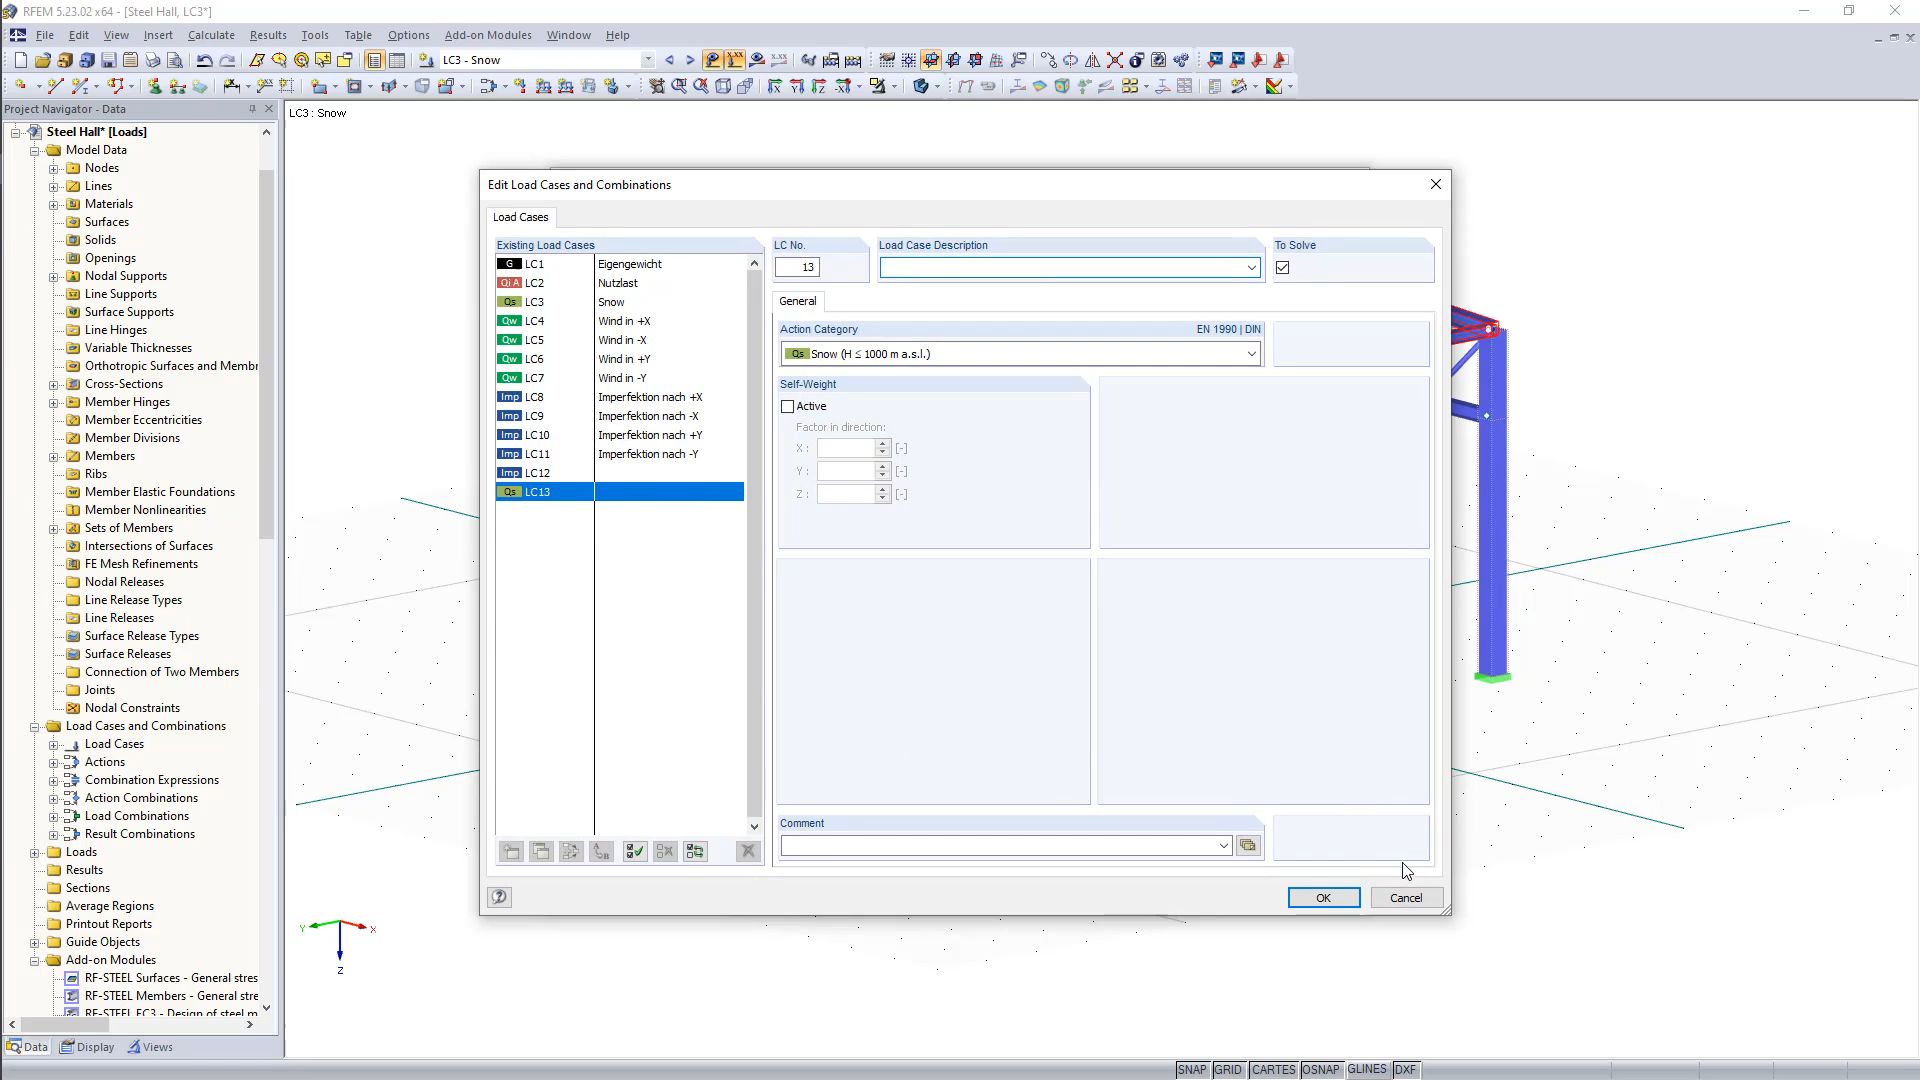 RFEM 5.23.02 x64 - [Steel Hall, LC3*]
File Edit View Insert Calculate Results Tools Table Options Add-on Modules Window Help
LC3 - Snow
Project Navigator - Data
LC3 : Snow
Steel Hall* [Loads]
Model Data
Nodes
Lines
Materials
Surfaces
Solids
Openings
Nodal Supports
Line Supports
Surface Supports
Line Hinges
Variable Thicknesses
Orthotropic Surfaces and Membr
Cross-Sections
Member Hinges
Member Eccentricities
Member Divisions
Members
Ribs
Member Elastic Foundations
Member Nonlinearities
Sets of Members
Intersections of Surfaces
FE Mesh Refinements
Nodal Releases
Line Release Types
Line Releases
Surface Release Types
Surface Releases
Connection of Two Members
Joints
Nodal Constraints
Load Cases and Combinations
Load Cases
Actions
Combination Expressions
Action Combinations
Load Combinations
Result Combinations
Loads
Results
Sections
Average Regions
Printout Reports
Guide Objects
Add-on Modules
RF-STEEL Surfaces - General stres
RF-STEEL Members - General stre
RF-STEEL EC3 - Design of steel m
Data Display Views
Edit Load Cases and Combinations
Load Cases
Existing Load Cases
G LC1 Eigengewicht
Qi A LC2 Nutzlast
Qs LC3 Snow
Qw LC4 Wind in +X
Qw LC5 Wind in -X
Qw LC6 Wind in +Y
Qw LC7 Wind in -Y
Imp LC8 Imperfektion nach +X
Imp LC9 Imperfektion nach -X
Imp LC10 Imperfektion nach +Y
Imp LC11 Imperfektion nach -Y
Imp LC12
Qs LC13
LC No.
13
Load Case Description
To Solve
General
Action Category EN 1990 | DIN
Qs Snow (H ≤ 1000 m a.s.l.)
Self-Weight
Active
Factor in direction:
X : [-]
Y : [-]
Z : [-]
Comment
OK Cancel
Y X
Z
SNAP GRID CARTES OSNAP GLINES DXF